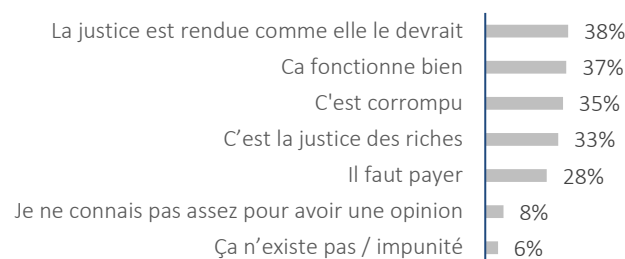 La justice est rendue comme elle le devrait 38%
Ca fonctionne bien 37%
C'est corrompu 35%
C’est la justice des riches 33%
Il faut payer 28%
Je ne connais pas assez pour avoir une opinion 8%
Ça n’existe pas / impunité 6%